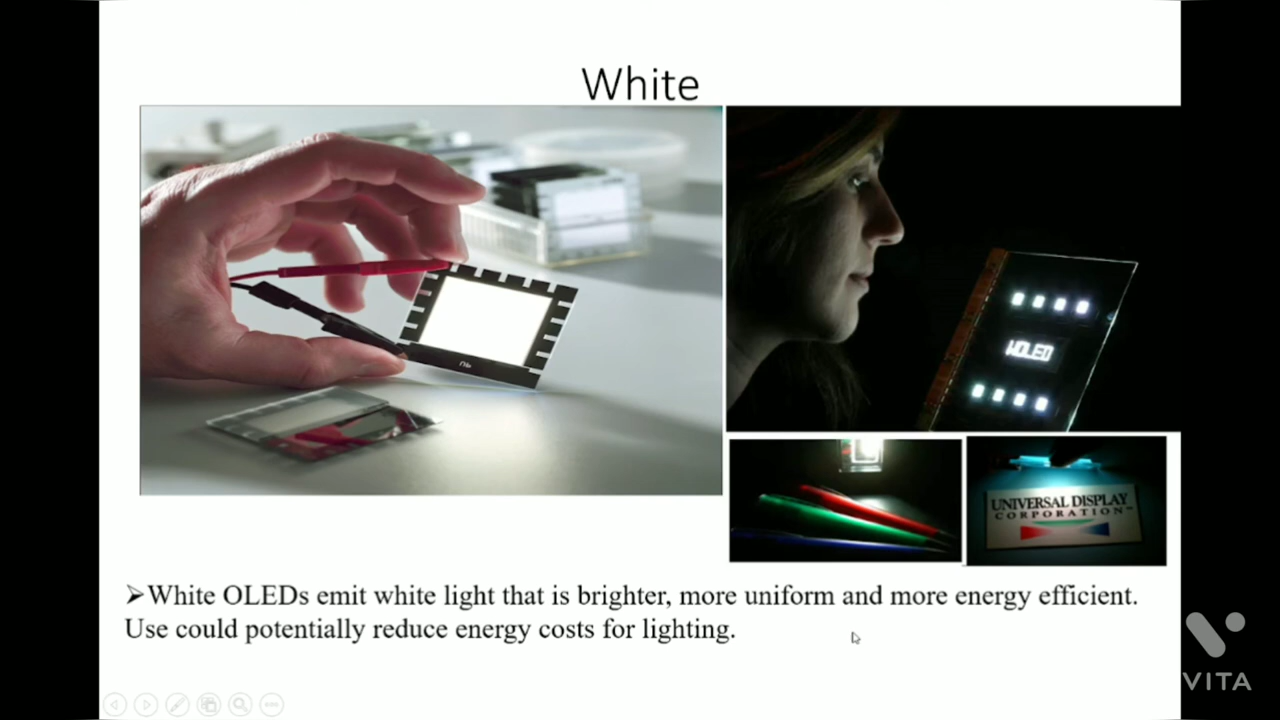 White
WOLED
UNIVERSAL DISPLAY
CORPORATION™
➢White OLEDs emit white light that is brighter, more uniform and more energy efficient.
Use could potentially reduce energy costs for lighting.
VITA